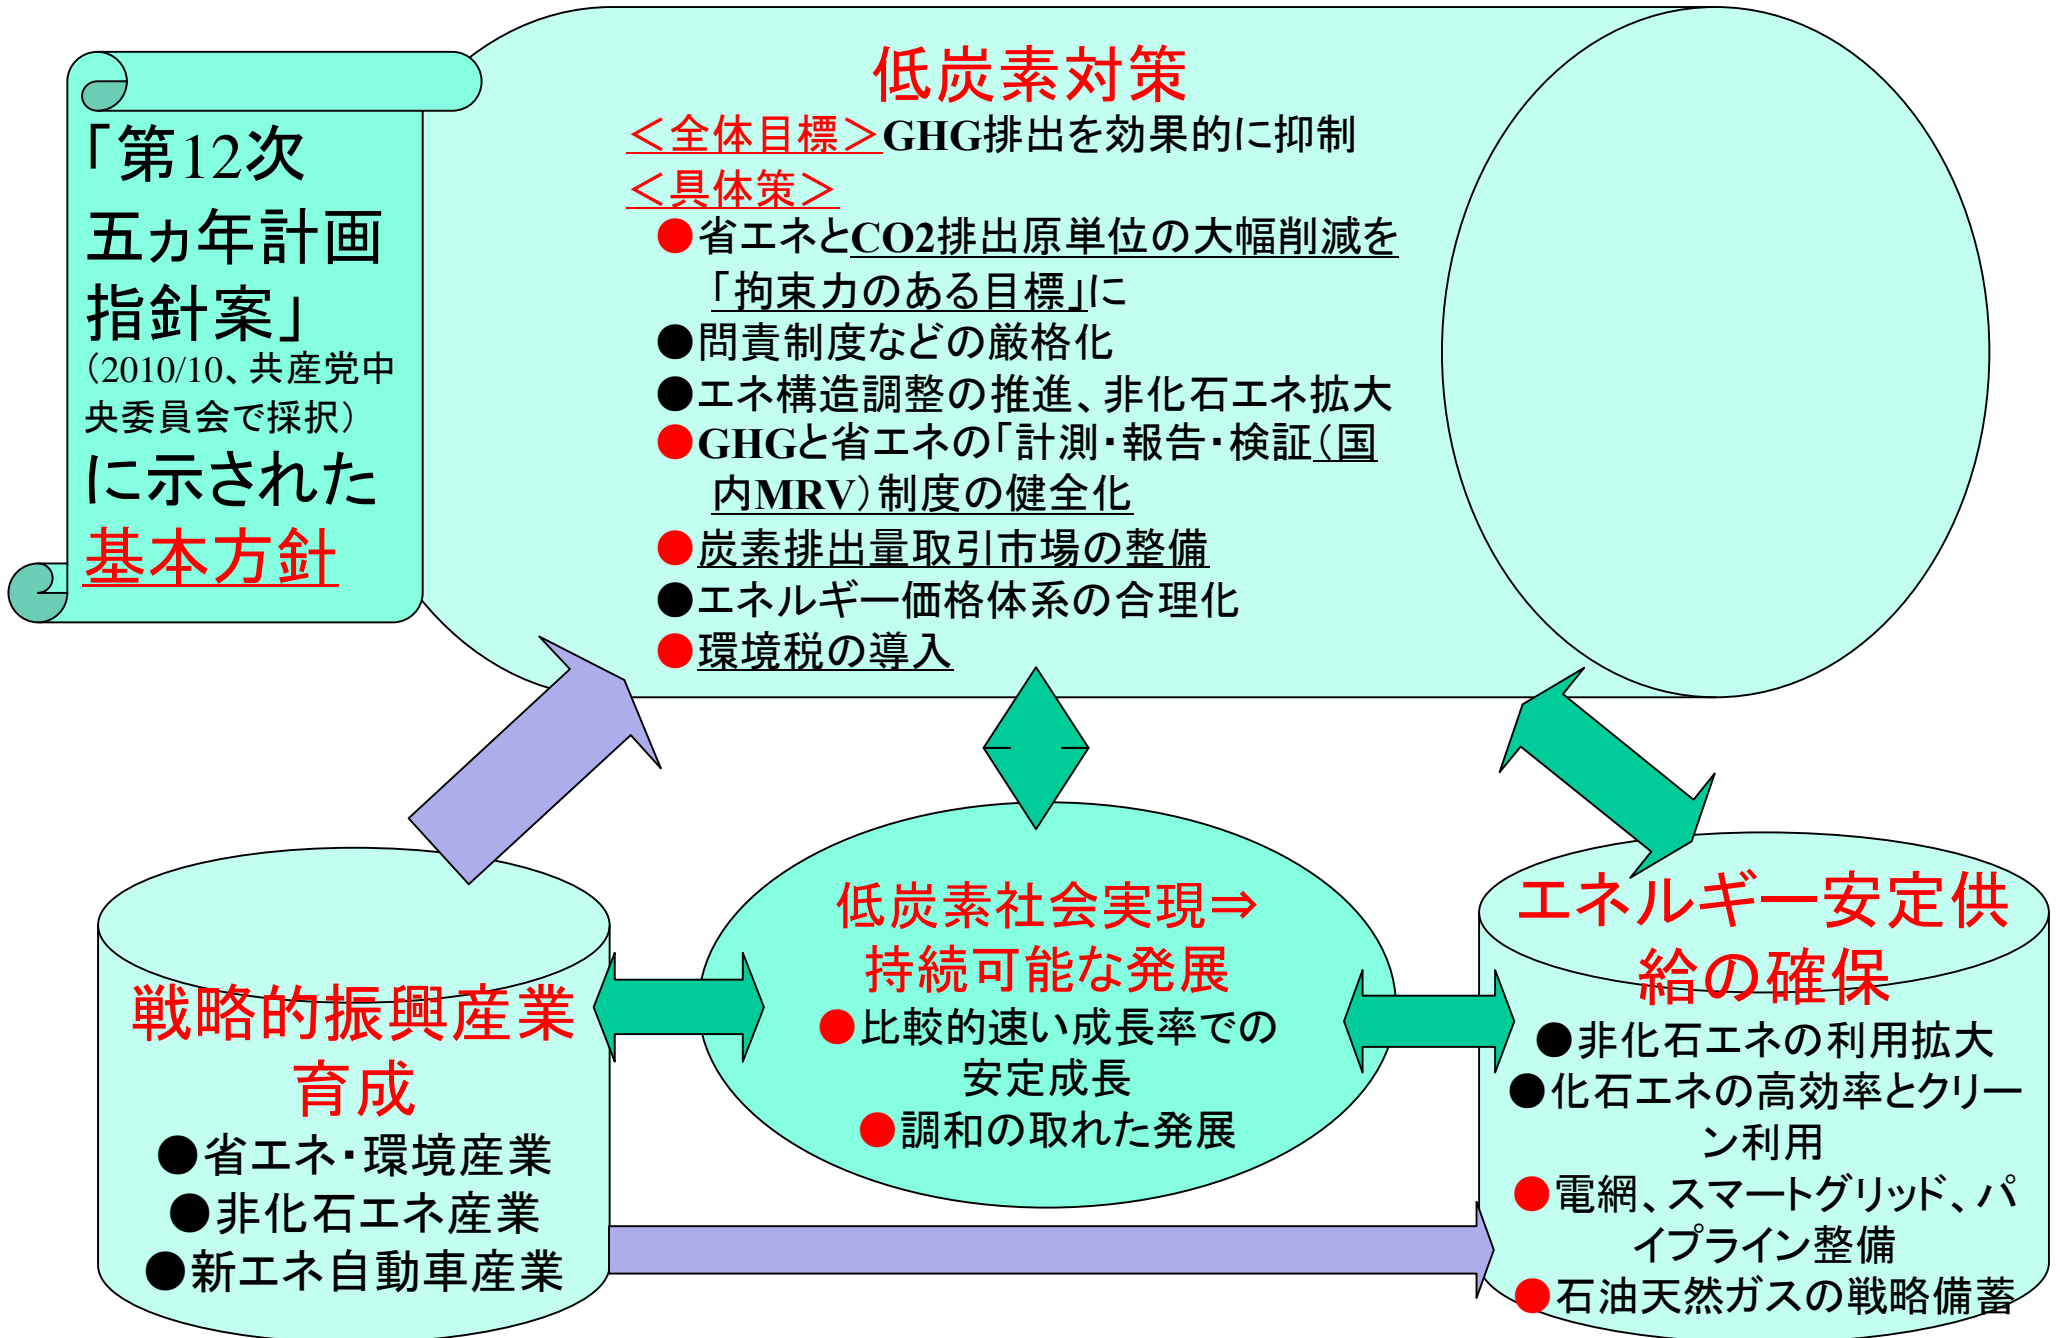 「第12次
五ヵ年計画
指針案」
（2010/10、共産党中
央委員会で採択）
に示された
基本方針
低炭素対策
＜全体目標＞GHG排出を効果的に抑制
＜具体策＞
●省エネとCO2排出原単位の大幅削減を
「拘束力のある目標」に
●問責制度などの厳格化
●エネ構造調整の推進、非化石エネ拡大
●GHGと省エネの「計測・報告・検証（国
内MRV）制度の健全化
●炭素排出量取引市場の整備
●エネルギー価格体系の合理化
●環境税の導入
戦略的振興産業
育成
●省エネ・環境産業
●非化石エネ産業
●新エネ自動車産業
低炭素社会実現⇒
持続可能な発展
●比較的速い成長率での
安定成長
●調和の取れた発展
エネルギー安定供
給の確保
●非化石エネの利用拡大
●化石エネの高効率とクリー
ン利用
●電網、スマートグリッド、パ
イプライン整備
●石油天然ガスの戦略備蓄